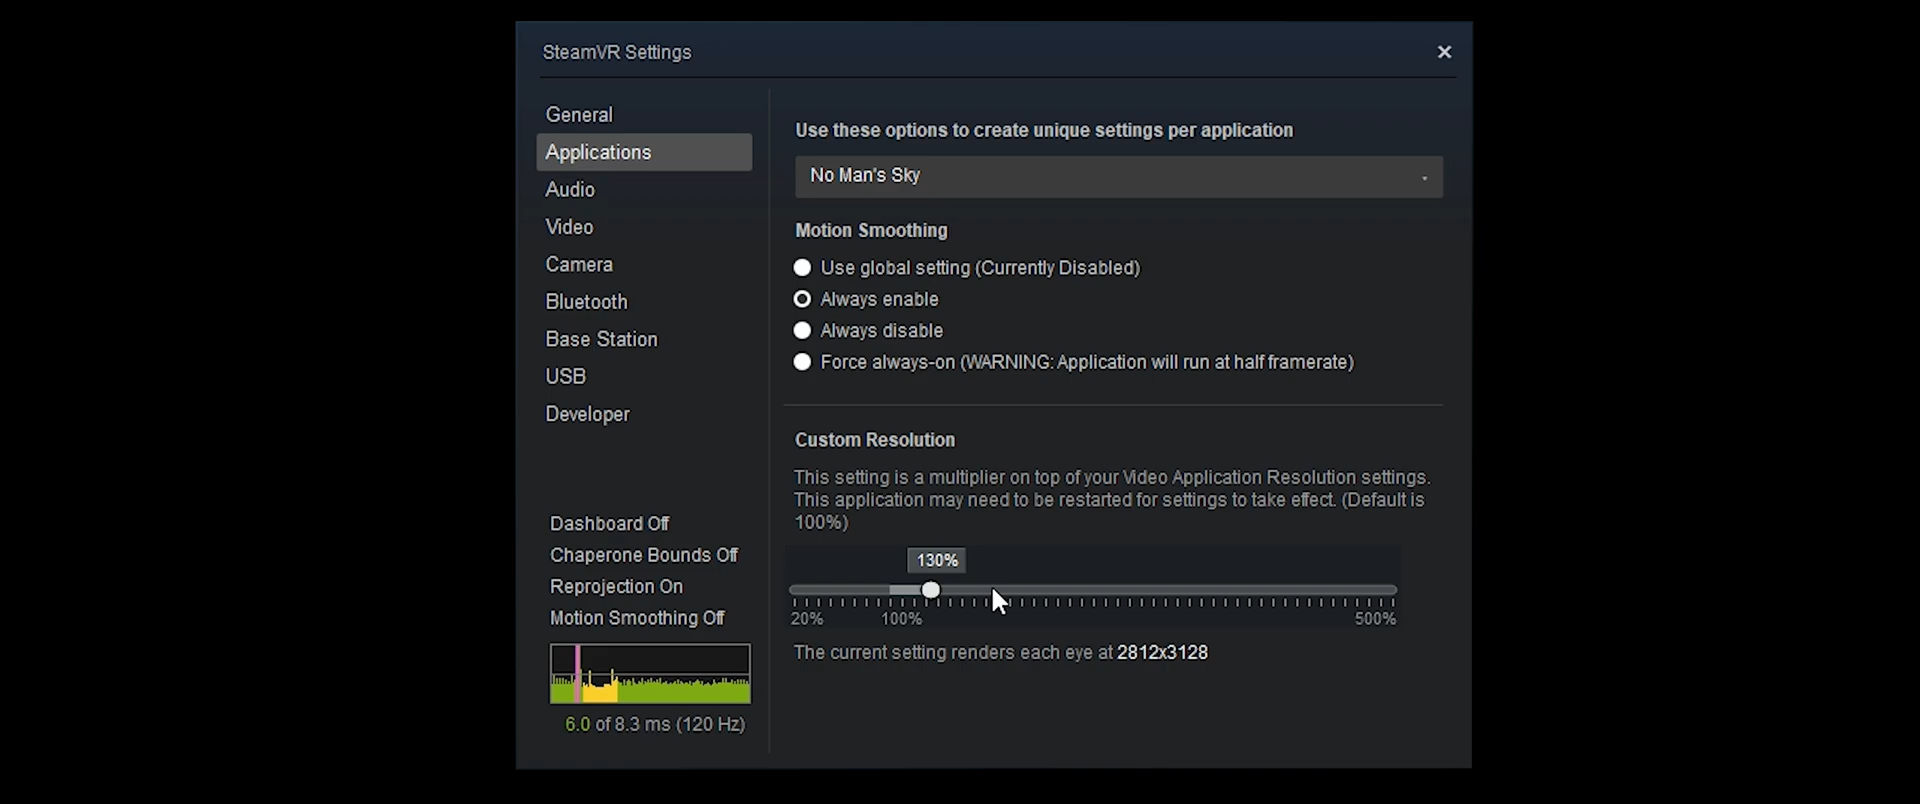 SteamVR Settings
General
Applications
Audio
Video
Camera
Bluetooth
Base Station
USB
Developer
Dashboard Off
Chaperone Bounds Off
Reprojection On
Motion Smoothing Off
6.0 of 8.3 ms (120 Hz)
Use these options to create unique settings per application
No Man's Sky
Motion Smoothing
Use global setting (Currently Disabled)
Always enable
Always disable
Force always-on (WARNING: Application will run at half framerate)
Custom Resolution
This setting is a multiplier on top of your Video Application Resolution settings.
This application may need to be restarted for settings to take effect. (Default is
100%)
130%
20% 100% 500%
The current setting renders each eye at 2812x3128